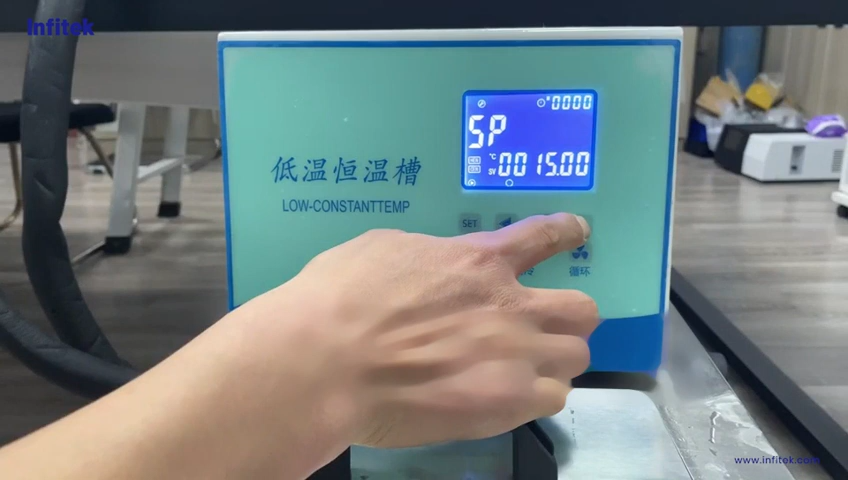 Infitek
0000
SP
℃
SV 0015.00
低温恒温槽
LOW-CONSTANTTEMP
SET
循环
www.infitek.com